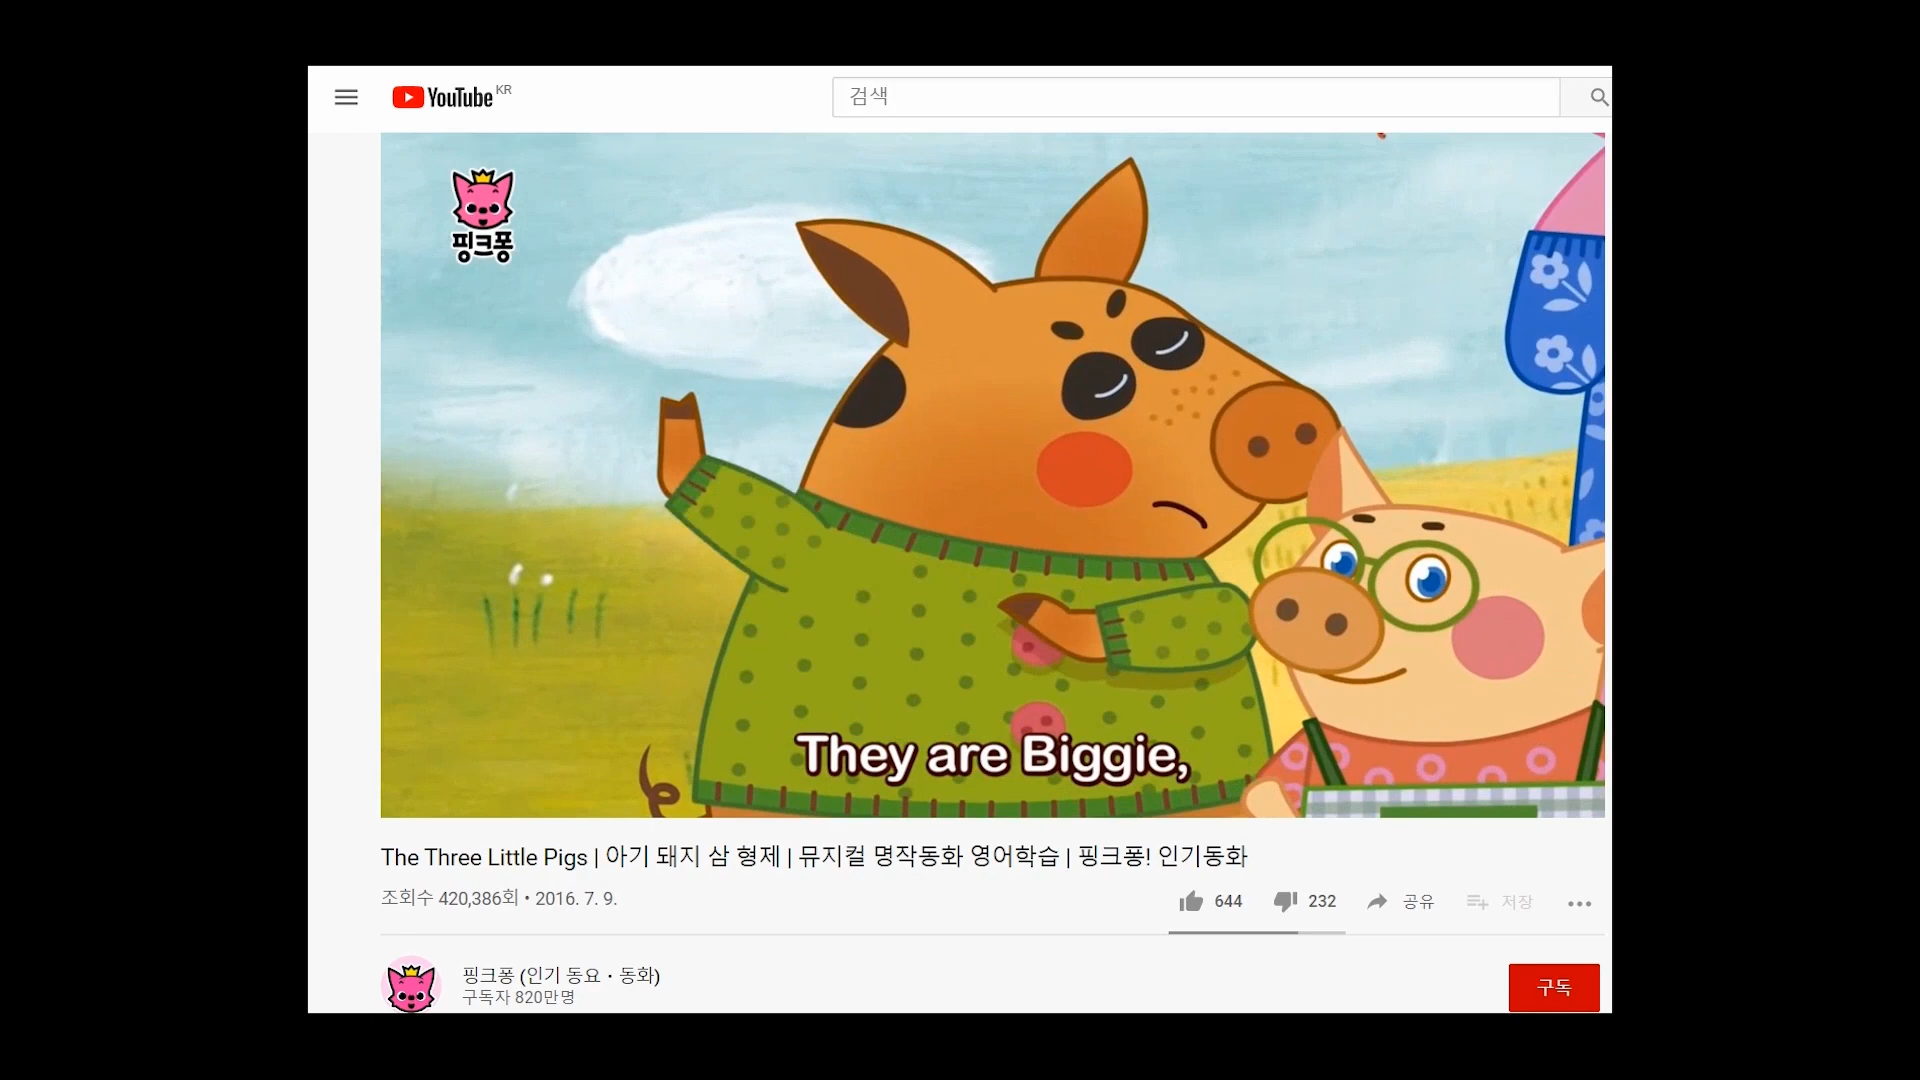 YouTube KR
검색
핑크퐁
They are Biggie,
The Three Little Pigs | 아기 돼지 삼 형제 | 뮤지컬 명작동화 영어학습 | 핑크퐁! 인기동화
조회수 420,386회 • 2016. 7. 9.
644 232 공유 저장
핑크퐁 (인기 동요・동화)
구독자 820만명
구독